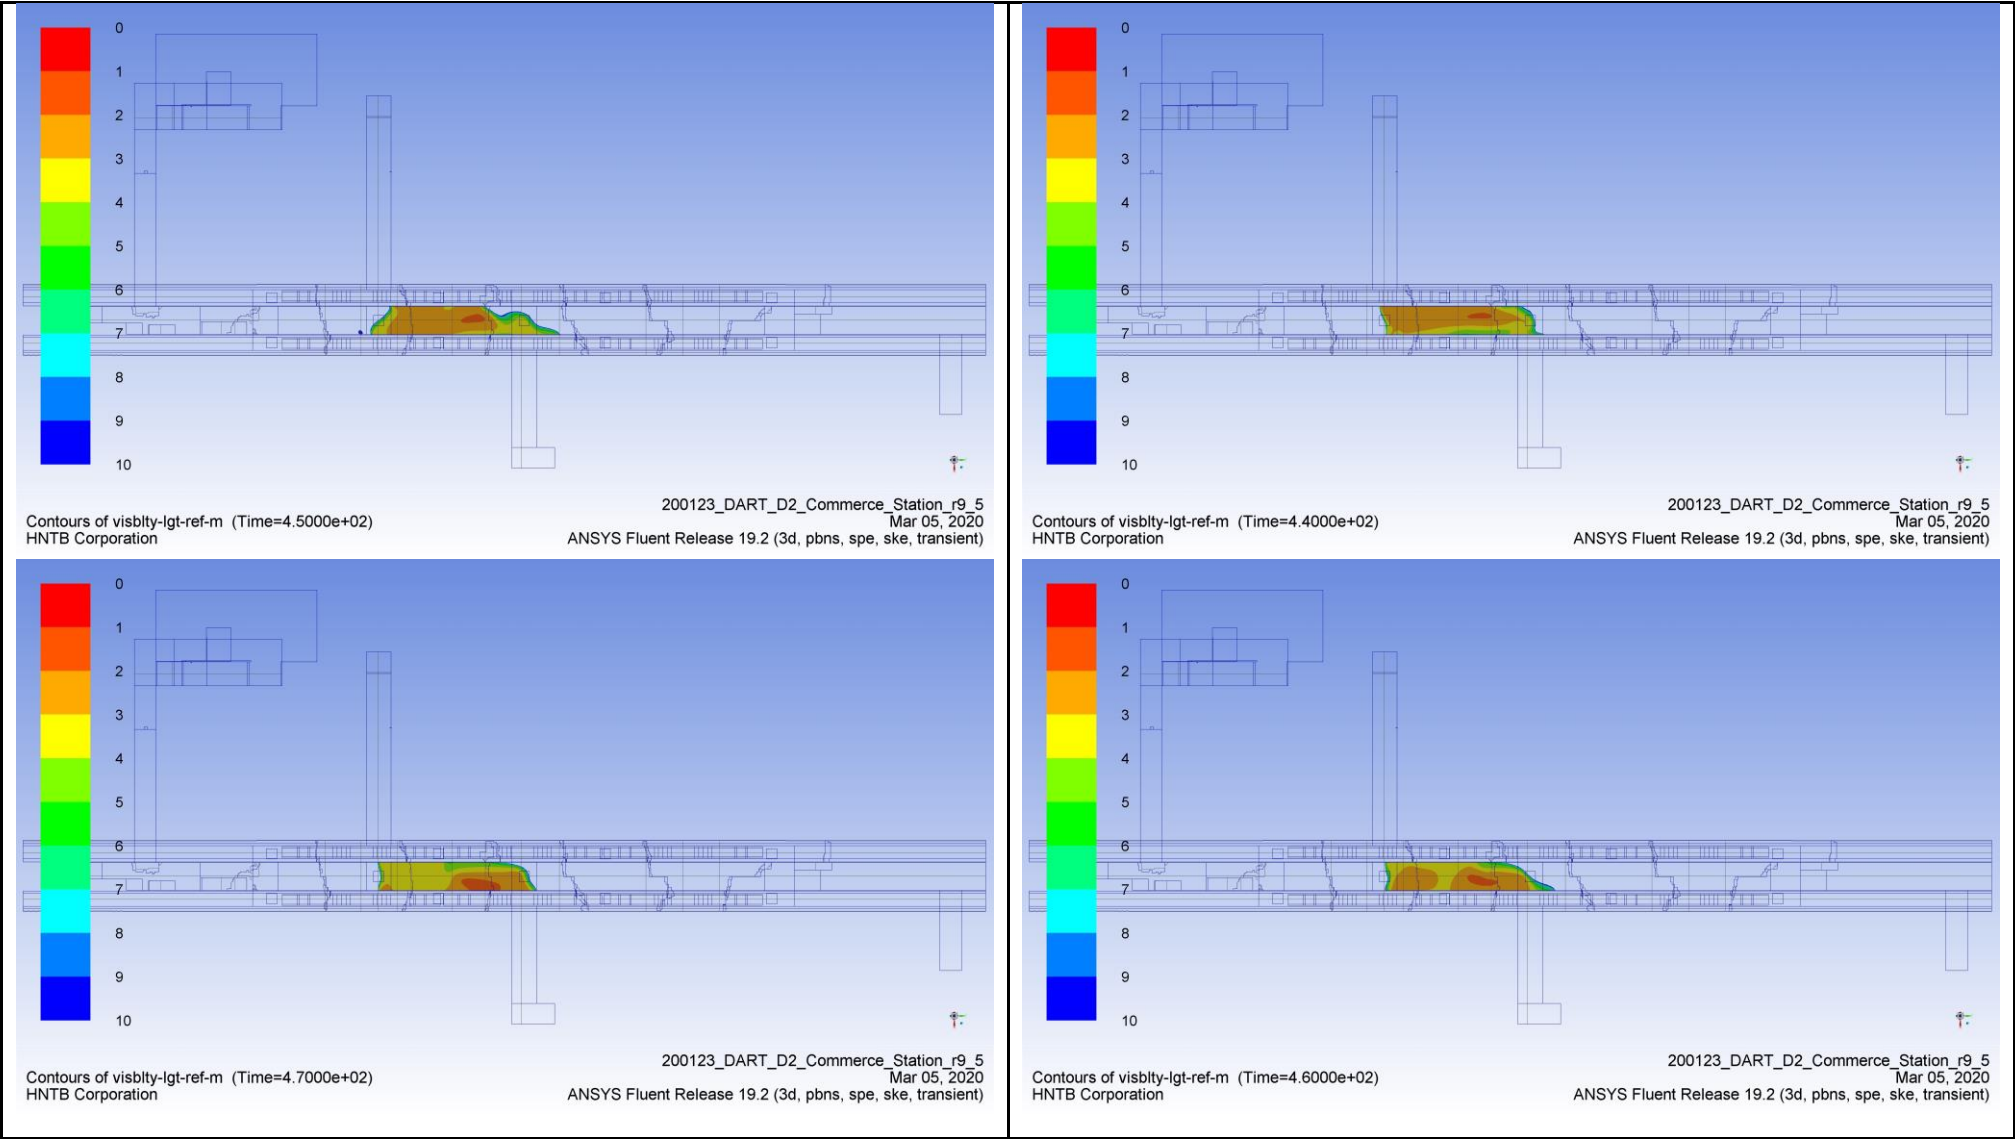 0
1
2
3
4
5
6
7
8
9
10
200123_DART_D2_Commerce_Station_r9_5
Contours of visblty-lgt-ref-m (Time=4.5000e+02)
Mar 05, 2020
HNTB Corporation
ANSYS Fluent Release 19.2 (3d, pbns, spe, ske, transient)
0
1
2
3
4
5
6
7
8
9
10
200123_DART_D2_Commerce_Station_r9_5
Contours of visblty-lgt-ref-m (Time=4.4000e+02)
Mar 05, 2020
HNTB Corporation
ANSYS Fluent Release 19.2 (3d, pbns, spe, ske, transient)
0
1
2
3
4
5
6
7
8
9
10
200123_DART_D2_Commerce_Station_r9_5
Contours of visblty-lgt-ref-m (Time=4.7000e+02)
Mar 05, 2020
HNTB Corporation
ANSYS Fluent Release 19.2 (3d, pbns, spe, ske, transient)
0
1
2
3
4
5
6
7
8
9
10
200123_DART_D2_Commerce_Station_r9_5
Contours of visblty-lgt-ref-m (Time=4.6000e+02)
Mar 05, 2020
HNTB Corporation
ANSYS Fluent Release 19.2 (3d, pbns, spe, ske, transient)